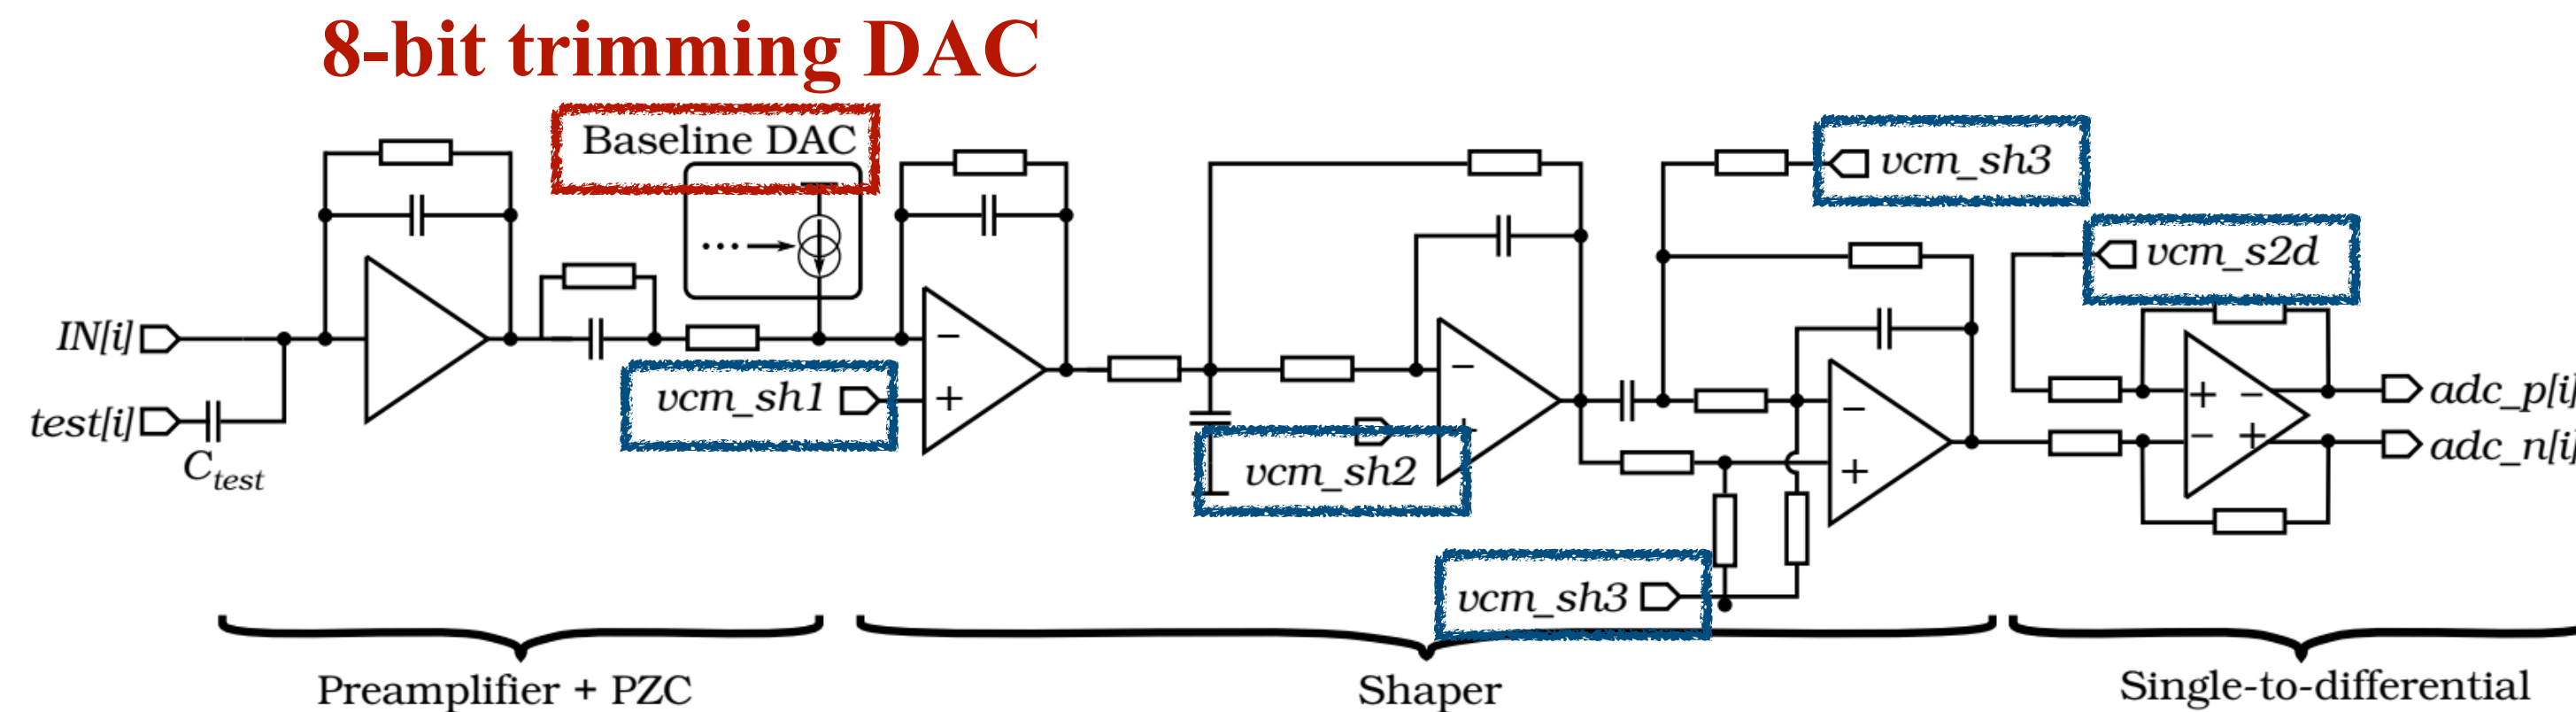 8-bit trimming DAC
Baseline DAC
vcm_sh3
vcm_s2d
IN[i]
vcm_sh1
test[i]
C_test
vcm_sh2
adc_p[i]
adc_n[i]
vcm_sh3
Preamplifier + PZC
Shaper
Single-to-differential